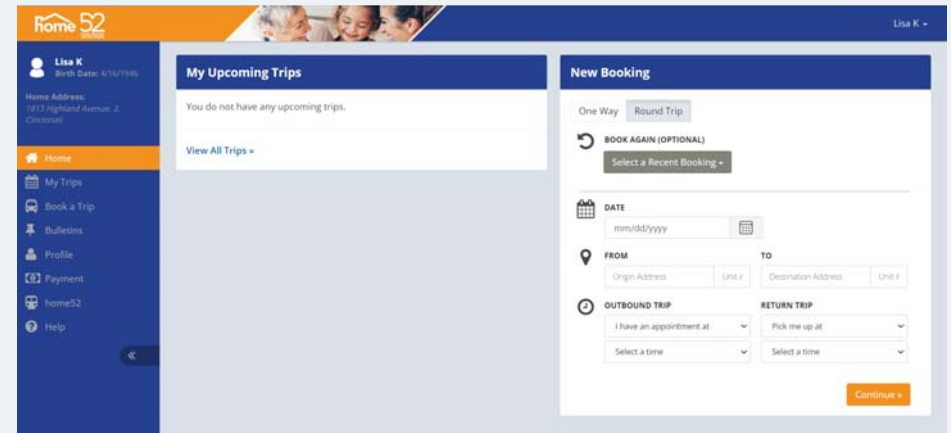 home 52
Lisa K
Lisa K
Birth Date: 4/16/1946
Home Address:
1813 Highland Avenue, 2,
Cincinnati
Home
My Trips
Book a Trip
Bulletins
Profile
Payment
home52
Help
My Upcoming Trips
You do not have any upcoming trips.
View All Trips »
New Booking
One Way Round Trip
BOOK AGAIN (OPTIONAL)
Select a Recent Booking
DATE
mm/dd/yyyy
FROM TO
Origin Address Unit # Destination Address Unit #
OUTBOUND TRIP RETURN TRIP
I have an appointment at Pick me up at
Select a time Select a time
Continue »